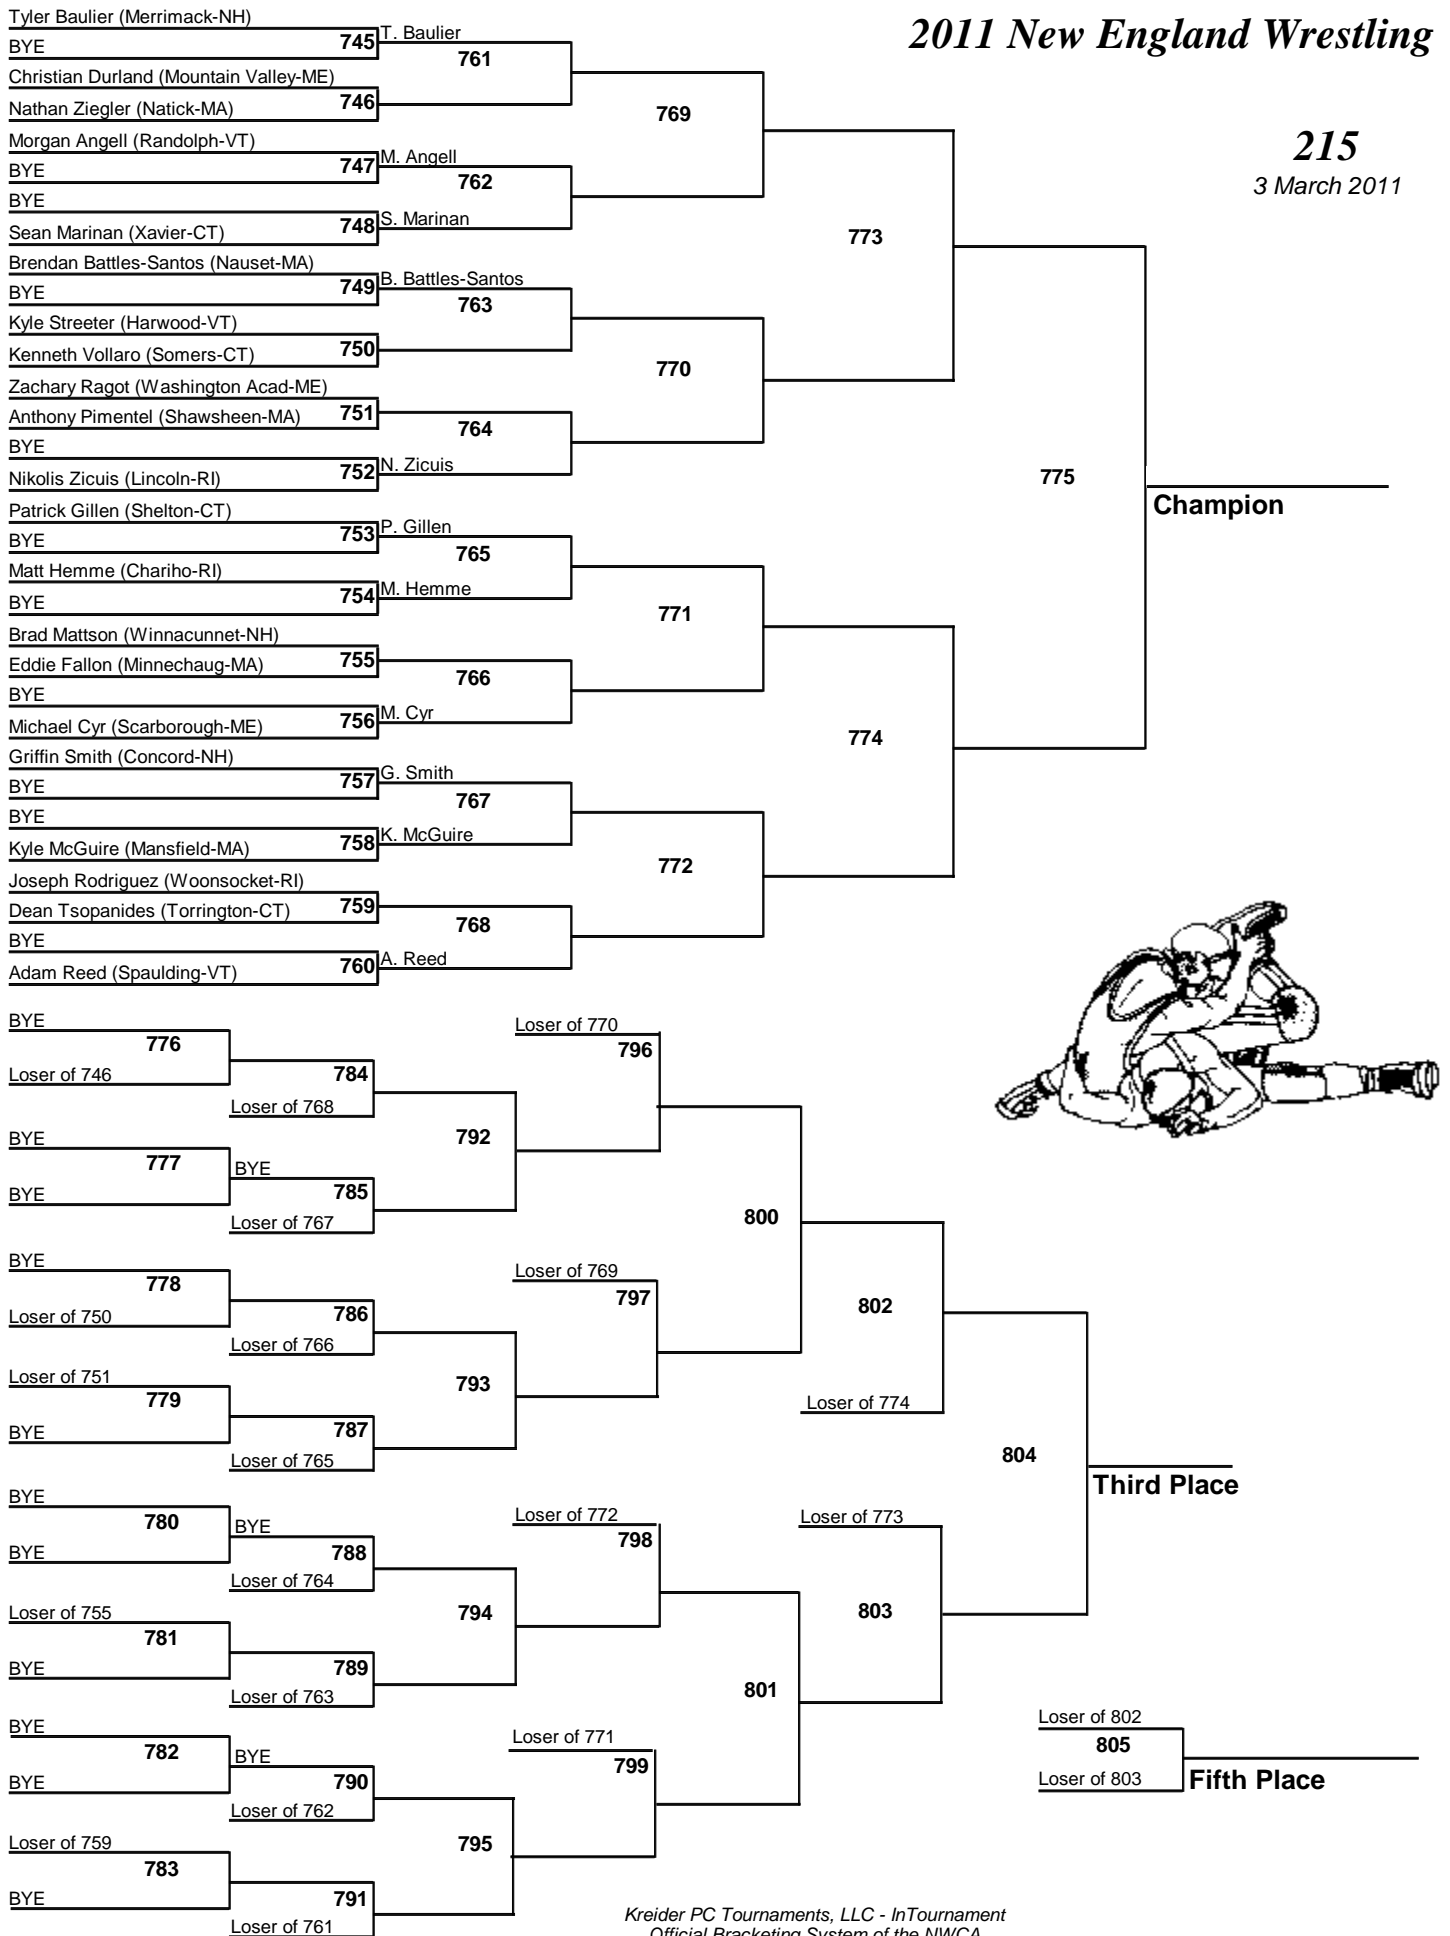 2011 New England Wrestling
215
3 March 2011
Tyler Baulier (Merrimack-NH)
BYE
745
T. Baulier
761
Christian Durland (Mountain Valley-ME)
Nathan Ziegler (Natick-MA)
746
769
Morgan Angell (Randolph-VT)
BYE
747
M. Angell
762
BYE
Sean Marinan (Xavier-CT)
748
S. Marinan
773
Brendan Battles-Santos (Nauset-MA)
BYE
749
B. Battles-Santos
763
Kyle Streeter (Harwood-VT)
Kenneth Vollaro (Somers-CT)
750
770
Zachary Ragot (Washington Acad-ME)
Anthony Pimentel (Shawsheen-MA)
751
764
BYE
Nikolis Zicuis (Lincoln-RI)
752
N. Zicuis
775
Champion
Patrick Gillen (Shelton-CT)
BYE
753
P. Gillen
765
Matt Hemme (Chariho-RI)
BYE
754
M. Hemme
771
Brad Mattson (Winnacunnet-NH)
Eddie Fallon (Minnechaug-MA)
755
766
BYE
Michael Cyr (Scarborough-ME)
756
M. Cyr
774
Griffin Smith (Concord-NH)
BYE
757
G. Smith
767
BYE
Kyle McGuire (Mansfield-MA)
758
K. McGuire
772
Joseph Rodriguez (Woonsocket-RI)
Dean Tsopanides (Torrington-CT)
759
768
BYE
Adam Reed (Spaulding-VT)
760
A. Reed
BYE
776
Loser of 746
784
Loser of 768
Loser of 770
796
792
BYE
777
BYE
BYE
785
Loser of 767
800
BYE
778
Loser of 750
786
Loser of 766
Loser of 769
797
802
793
Loser of 751
779
BYE
787
Loser of 765
Loser of 774
804
Third Place
BYE
780
BYE
BYE
788
Loser of 764
Loser of 772
798
Loser of 773
803
794
Loser of 755
781
BYE
789
Loser of 763
801
BYE
782
BYE
BYE
790
Loser of 762
Loser of 771
799
Loser of 802
805
Loser of 803
Fifth Place
795
Loser of 759
783
BYE
791
Loser of 761
Kreider PC Tournaments, LLC - InTournament
Official Bracketing System of the NWCA